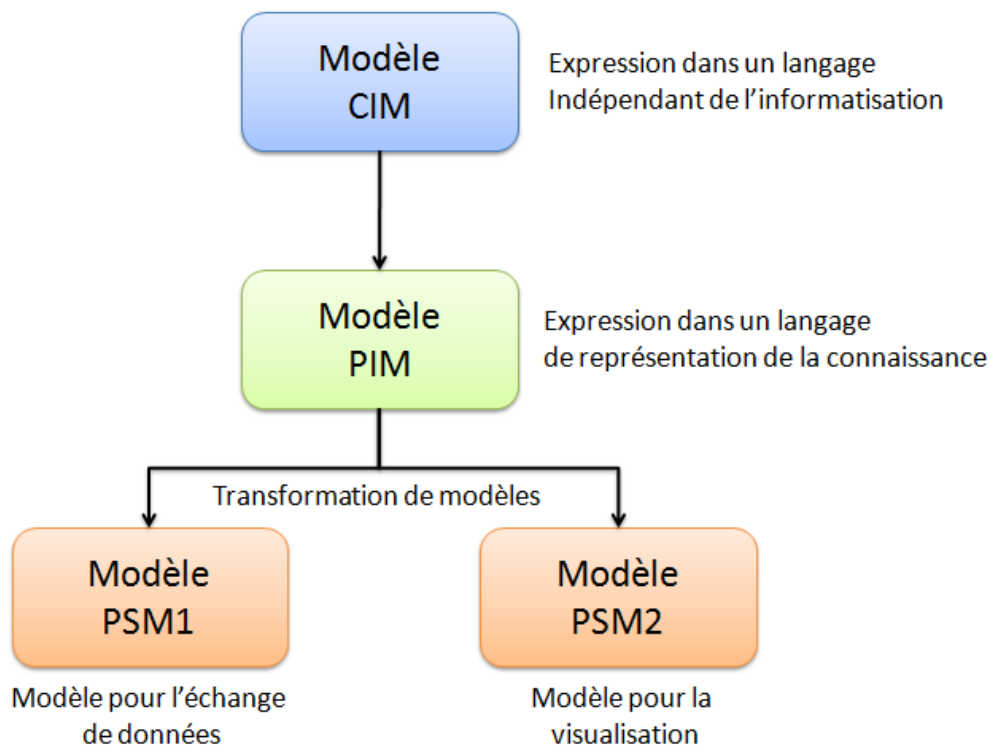 Modèle
CIM
Expression dans un langage
Indépendant de l'informatisation
Modèle
PIM
Expression dans un langage
de représentation de la connaissance
Transformation de modèles
Modèle
PSM1
Modèle
PSM2
Modèle pour l'échange
de données
Modèle pour la
visualisation